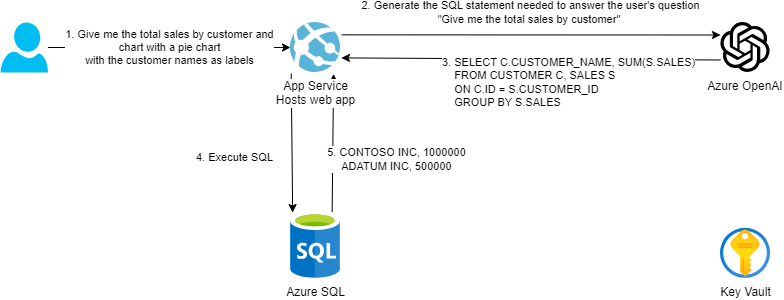 2. Generate the SQL statement needed to answer the user's question
"Give me the total sales by customer"
1. Give me the total sales by customer and
chart with a pie chart
with the customer names as labels
3. SELECT C.CUSTOMER_NAME, SUM(S.SALES)
FROM CUSTOMER C, SALES S
ON C.ID = S.CUSTOMER_ID
GROUP BY S.SALES
App Service
Hosts web app
Azure OpenAI
4. Execute SQL
5. CONTOSO INC, 1000000
ADATUM INC, 500000
SQL
Azure SQL
Key Vault